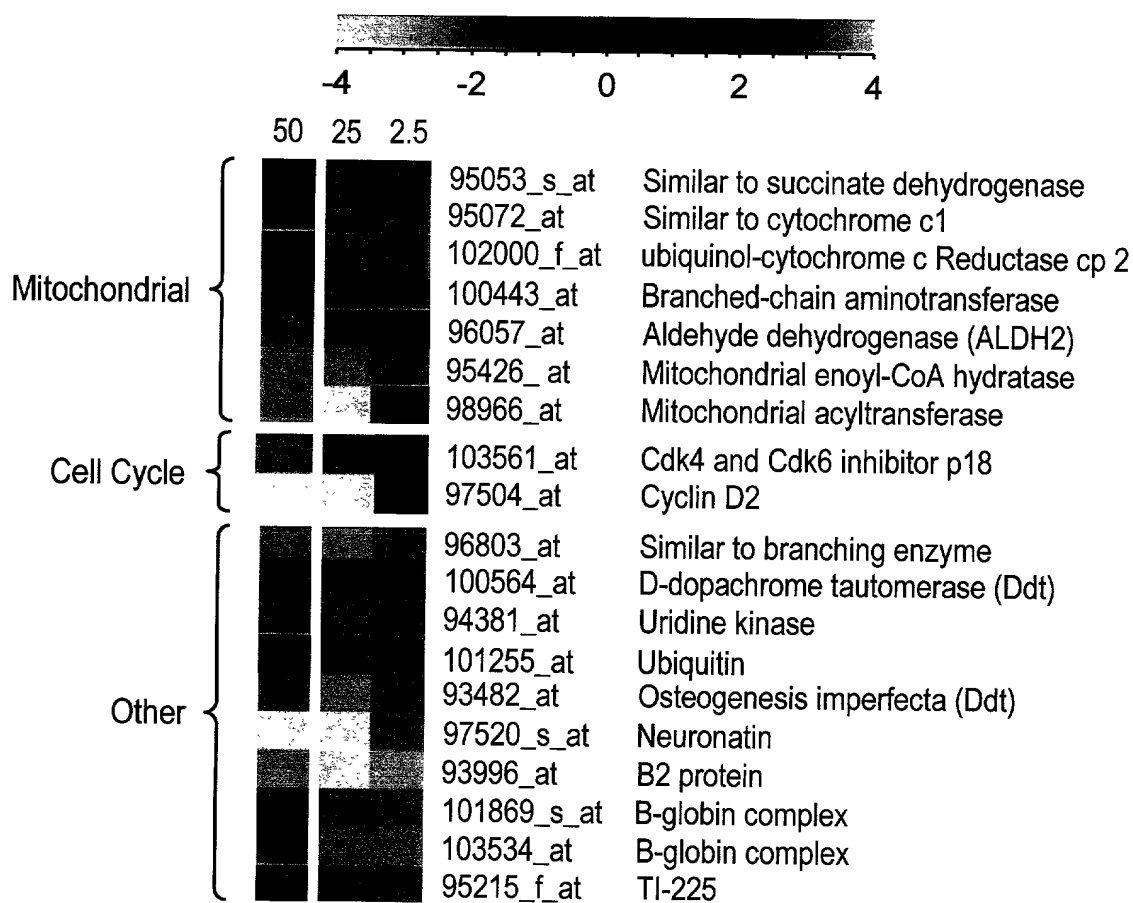 -4 -2 0 2 4
50 25 2.5
95053_s_at Similar to succinate dehydrogenase
95072_at Similar to cytochrome c1
102000_f_at ubiquinol-cytochrome c Reductase cp 2
Mitochondrial
100443_at Branched-chain aminotransferase
96057_at Aldehyde dehydrogenase (ALDH2)
95426_ at Mitochondrial enoyl-CoA hydratase
98966_at Mitochondrial acyltransferase
Cell Cycle
103561_at Cdk4 and Cdk6 inhibitor p18
97504_at Cyclin D2
96803_at Similar to branching enzyme
100564_at D-dopachrome tautomerase (Ddt)
94381_at Uridine kinase
101255_at Ubiquitin
Other
93482_at Osteogenesis imperfecta (Ddt)
97520_s_at Neuronatin
93996_at B2 protein
101869_s_at B-globin complex
103534_at B-globin complex
95215_f_at TI-225